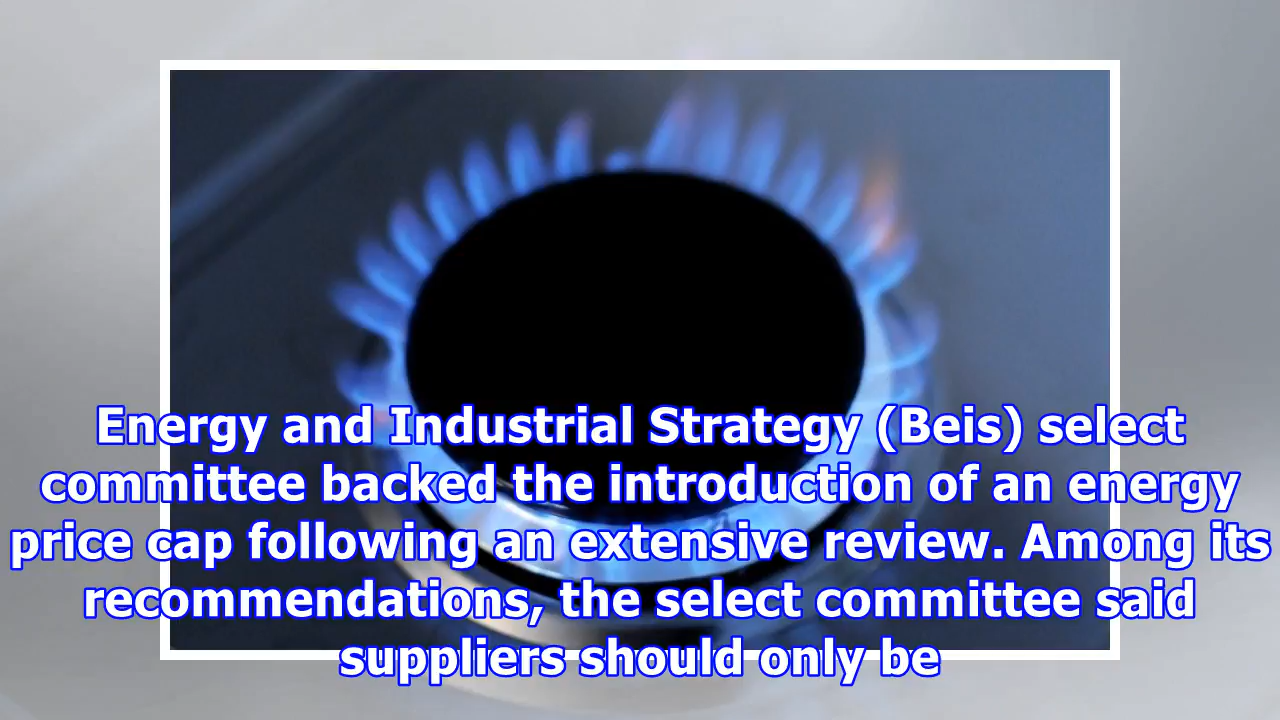 Energy and Industrial Strategy (Beis) select
committee backed the introduction of an energy
price cap following an extensive review. Among its
recommendations, the select committee said
suppliers should only be